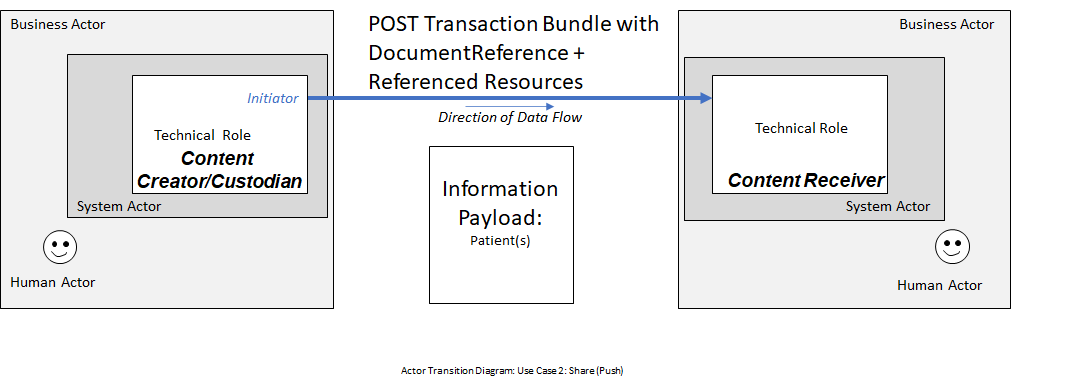 Business Actor
POST Transaction Bundle with
DocumentReference +
Referenced Resources
Business Actor
Initiator
Direction of Data Flow
Technical Role
Content
Creator/Custodian
System Actor
Human Actor
Information
Payload:
Patient(s)
Technical Role
Content Receiver
System Actor
Human Actor
Actor Transition Diagram: Use Case 2: Share (Push)